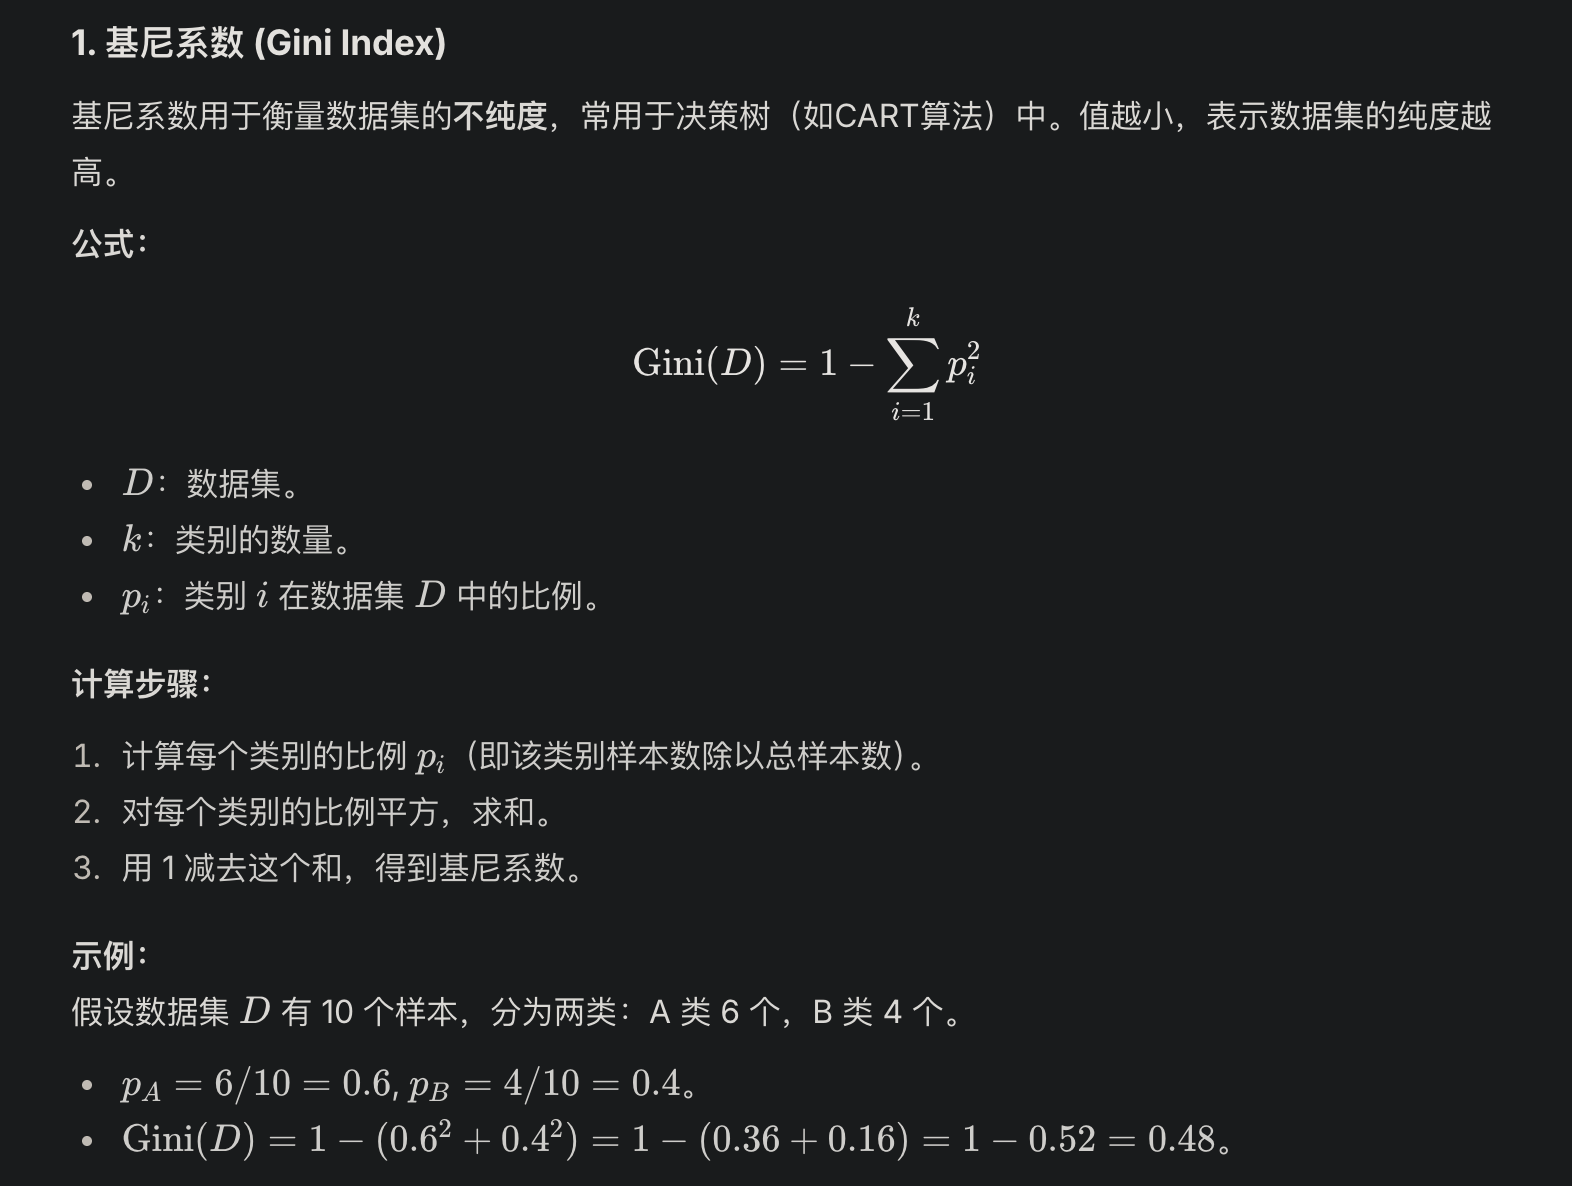 1. 基尼系数 (Gini Index)
基尼系数用于衡量数据集的不纯度，常用于决策树（如CART算法）中。值越小，表示数据集的纯度越
高。
公式：
Gini(D) = 1 − ∑_{i=1}^{k} p_i^2
• D：数据集。
• k：类别的数量。
• p_i：类别 i 在数据集 D 中的比例。
计算步骤：
1. 计算每个类别的比例 p_i（即该类别样本数除以总样本数）。
2. 对每个类别的比例平方，求和。
3. 用 1 减去这个和，得到基尼系数。
示例：
假设数据集 D 有 10 个样本，分为两类：A 类 6 个，B 类 4 个。
• p_A = 6/10 = 0.6, p_B = 4/10 = 0.4。
• Gini(D) = 1 − (0.6^2 + 0.4^2) = 1 − (0.36 + 0.16) = 1 − 0.52 = 0.48。